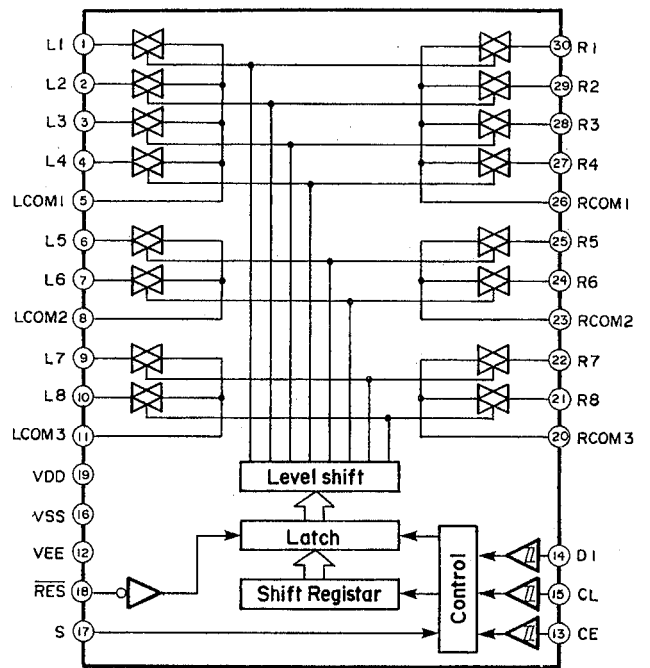 L1 1 30 R1
L2 2 29 R2
L3 3 28 R3
L4 4 27 R4
LCOM1 5 26 RCOM1
L5 6 25 R5
L6 7 24 R6
LCOM2 8 23 RCOM2
L7 9 22 R7
L8 10 21 R8
LCOM3 11 20 RCOM3
VDD 19
Level shift
VSS 16
Latch
VEE 12 14 DI
RES 18 Shift Registar Control 15 CL
S 17 13 CE